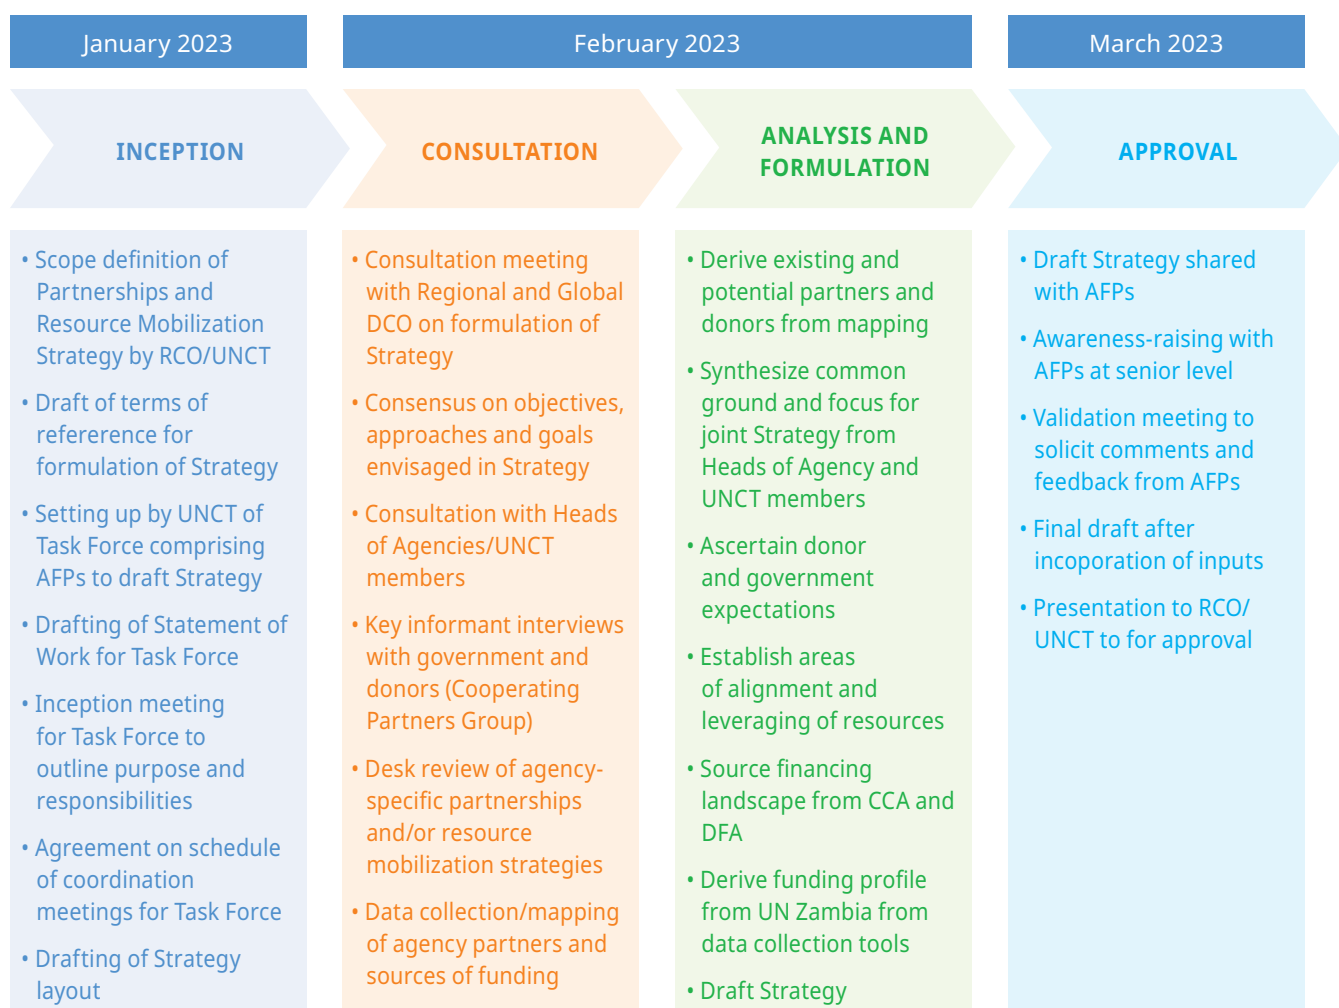 January 2023
February 2023
March 2023
INCEPTION
CONSULTATION
ANALYSIS AND
FORMULATION
APPROVAL
• Scope definition of
Partnerships and
Resource Mobilization
Strategy by RCO/UNCT
• Draft of terms of
refererence for
formulation of Strategy
• Setting up by UNCT of
Task Force comprising
AFPs to draft Strategy
• Drafting of Statement of
Work for Task Force
• Inception meeting
for Task Force to
outline purpose and
responsibilities
• Agreement on schedule
of coordination
meetings for Task Force
• Drafting of Strategy
layout
• Consultation meeting
with Regional and Global
DCO on formulation of
Strategy
• Consensus on objectives,
approaches and goals
envisaged in Strategy
• Consultation with Heads
of Agencies/UNCT
members
• Key informant interviews
with government and
donors (Cooperating
Partners Group)
• Desk review of agency-
specific partnerships
and/or resource
mobilization strategies
• Data collection/mapping
of agency partners and
sources of funding
• Derive existing and
potential partners and
donors from mapping
• Synthesize common
ground and focus for
joint Strategy from
Heads of Agency and
UNCT members
• Ascertain donor
and government
expectations
• Establish areas
of alignment and
leveraging of resources
• Source financing
landscape from CCA and
DFA
• Derive funding profile
from UN Zambia from
data collection tools
• Draft Strategy
• Draft Strategy shared
with AFPs
• Awareness-raising with
AFPs at senior level
• Validation meeting to
solicit comments and
feedback from AFPs
• Final draft after
incoporation of inputs
• Presentation to RCO/
UNCT to for approval